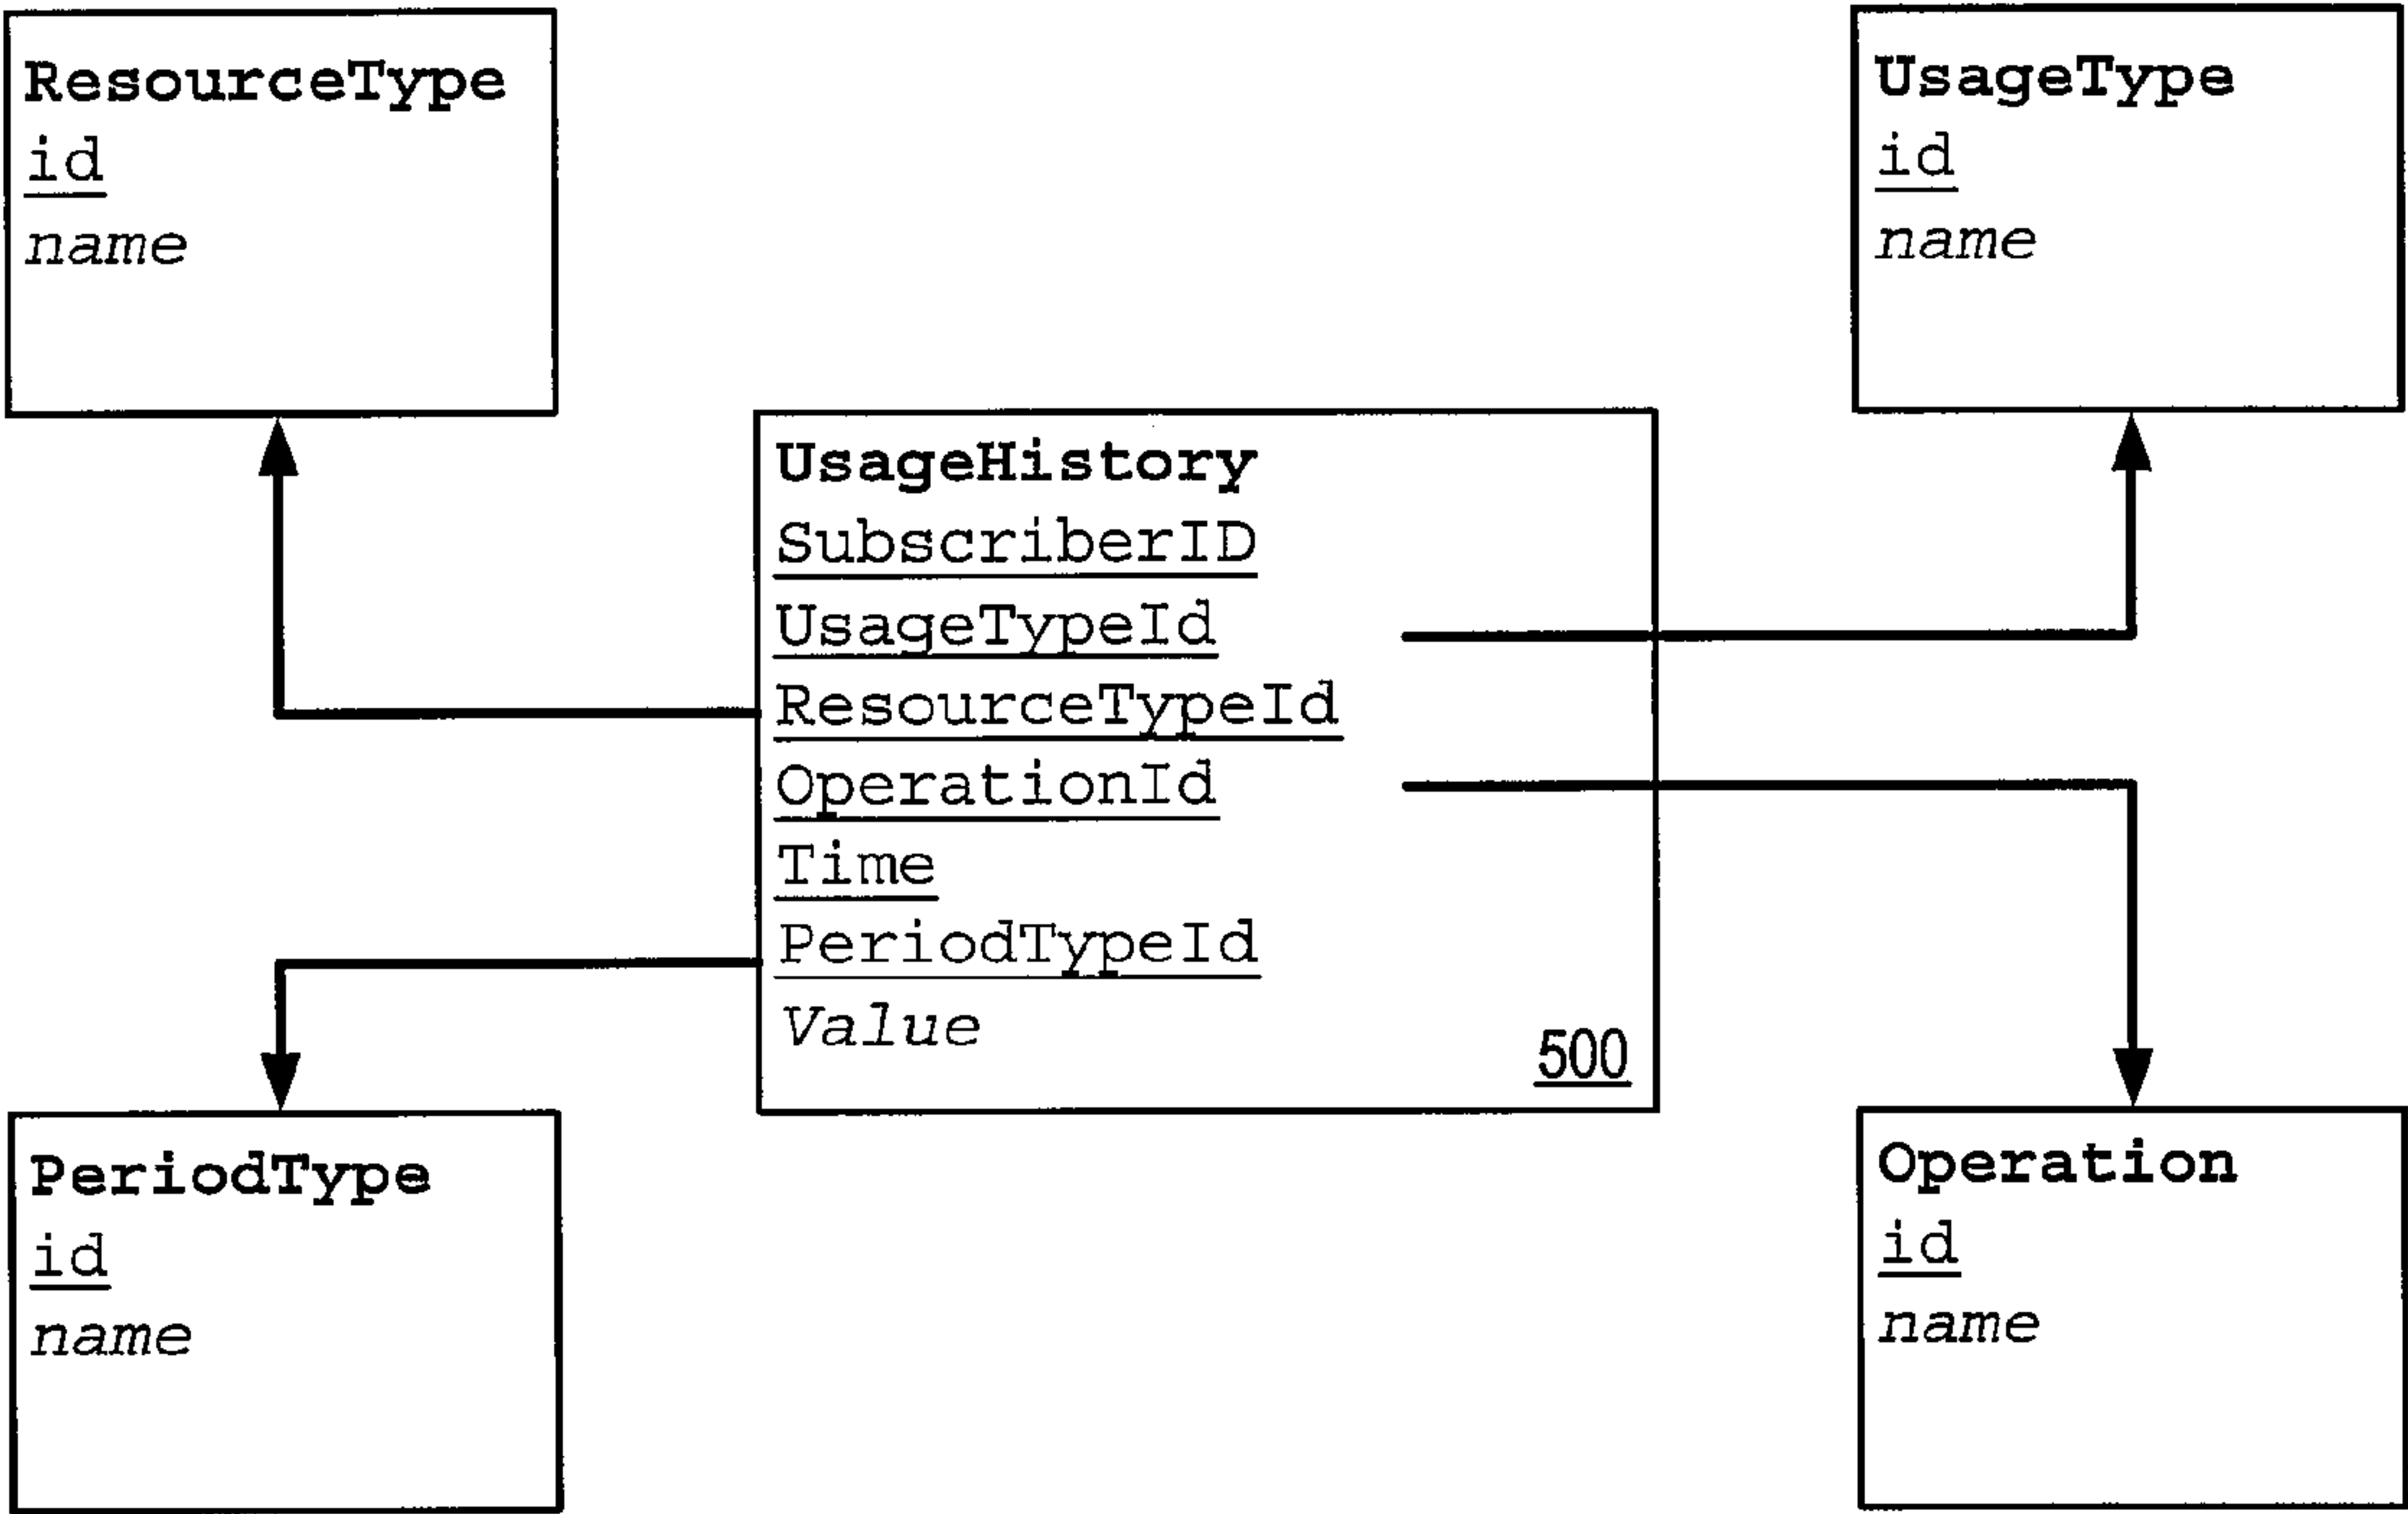 ResourceType
id
name
UsageType
id
name
UsageHistory
SubscriberID
UsageTypeId
ResourceTypeId
OperationId
Time
PeriodTypeId
Value
500
PeriodType
id
name
Operation
id
name